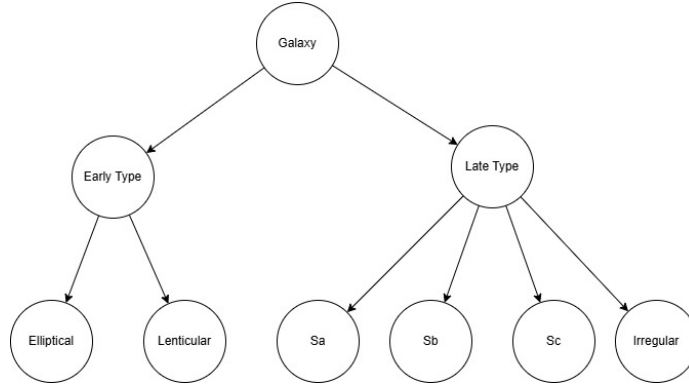 Galaxy
Early Type
Late Type
Elliptical
Lenticular
Sa
Sb
Sc
Irregular